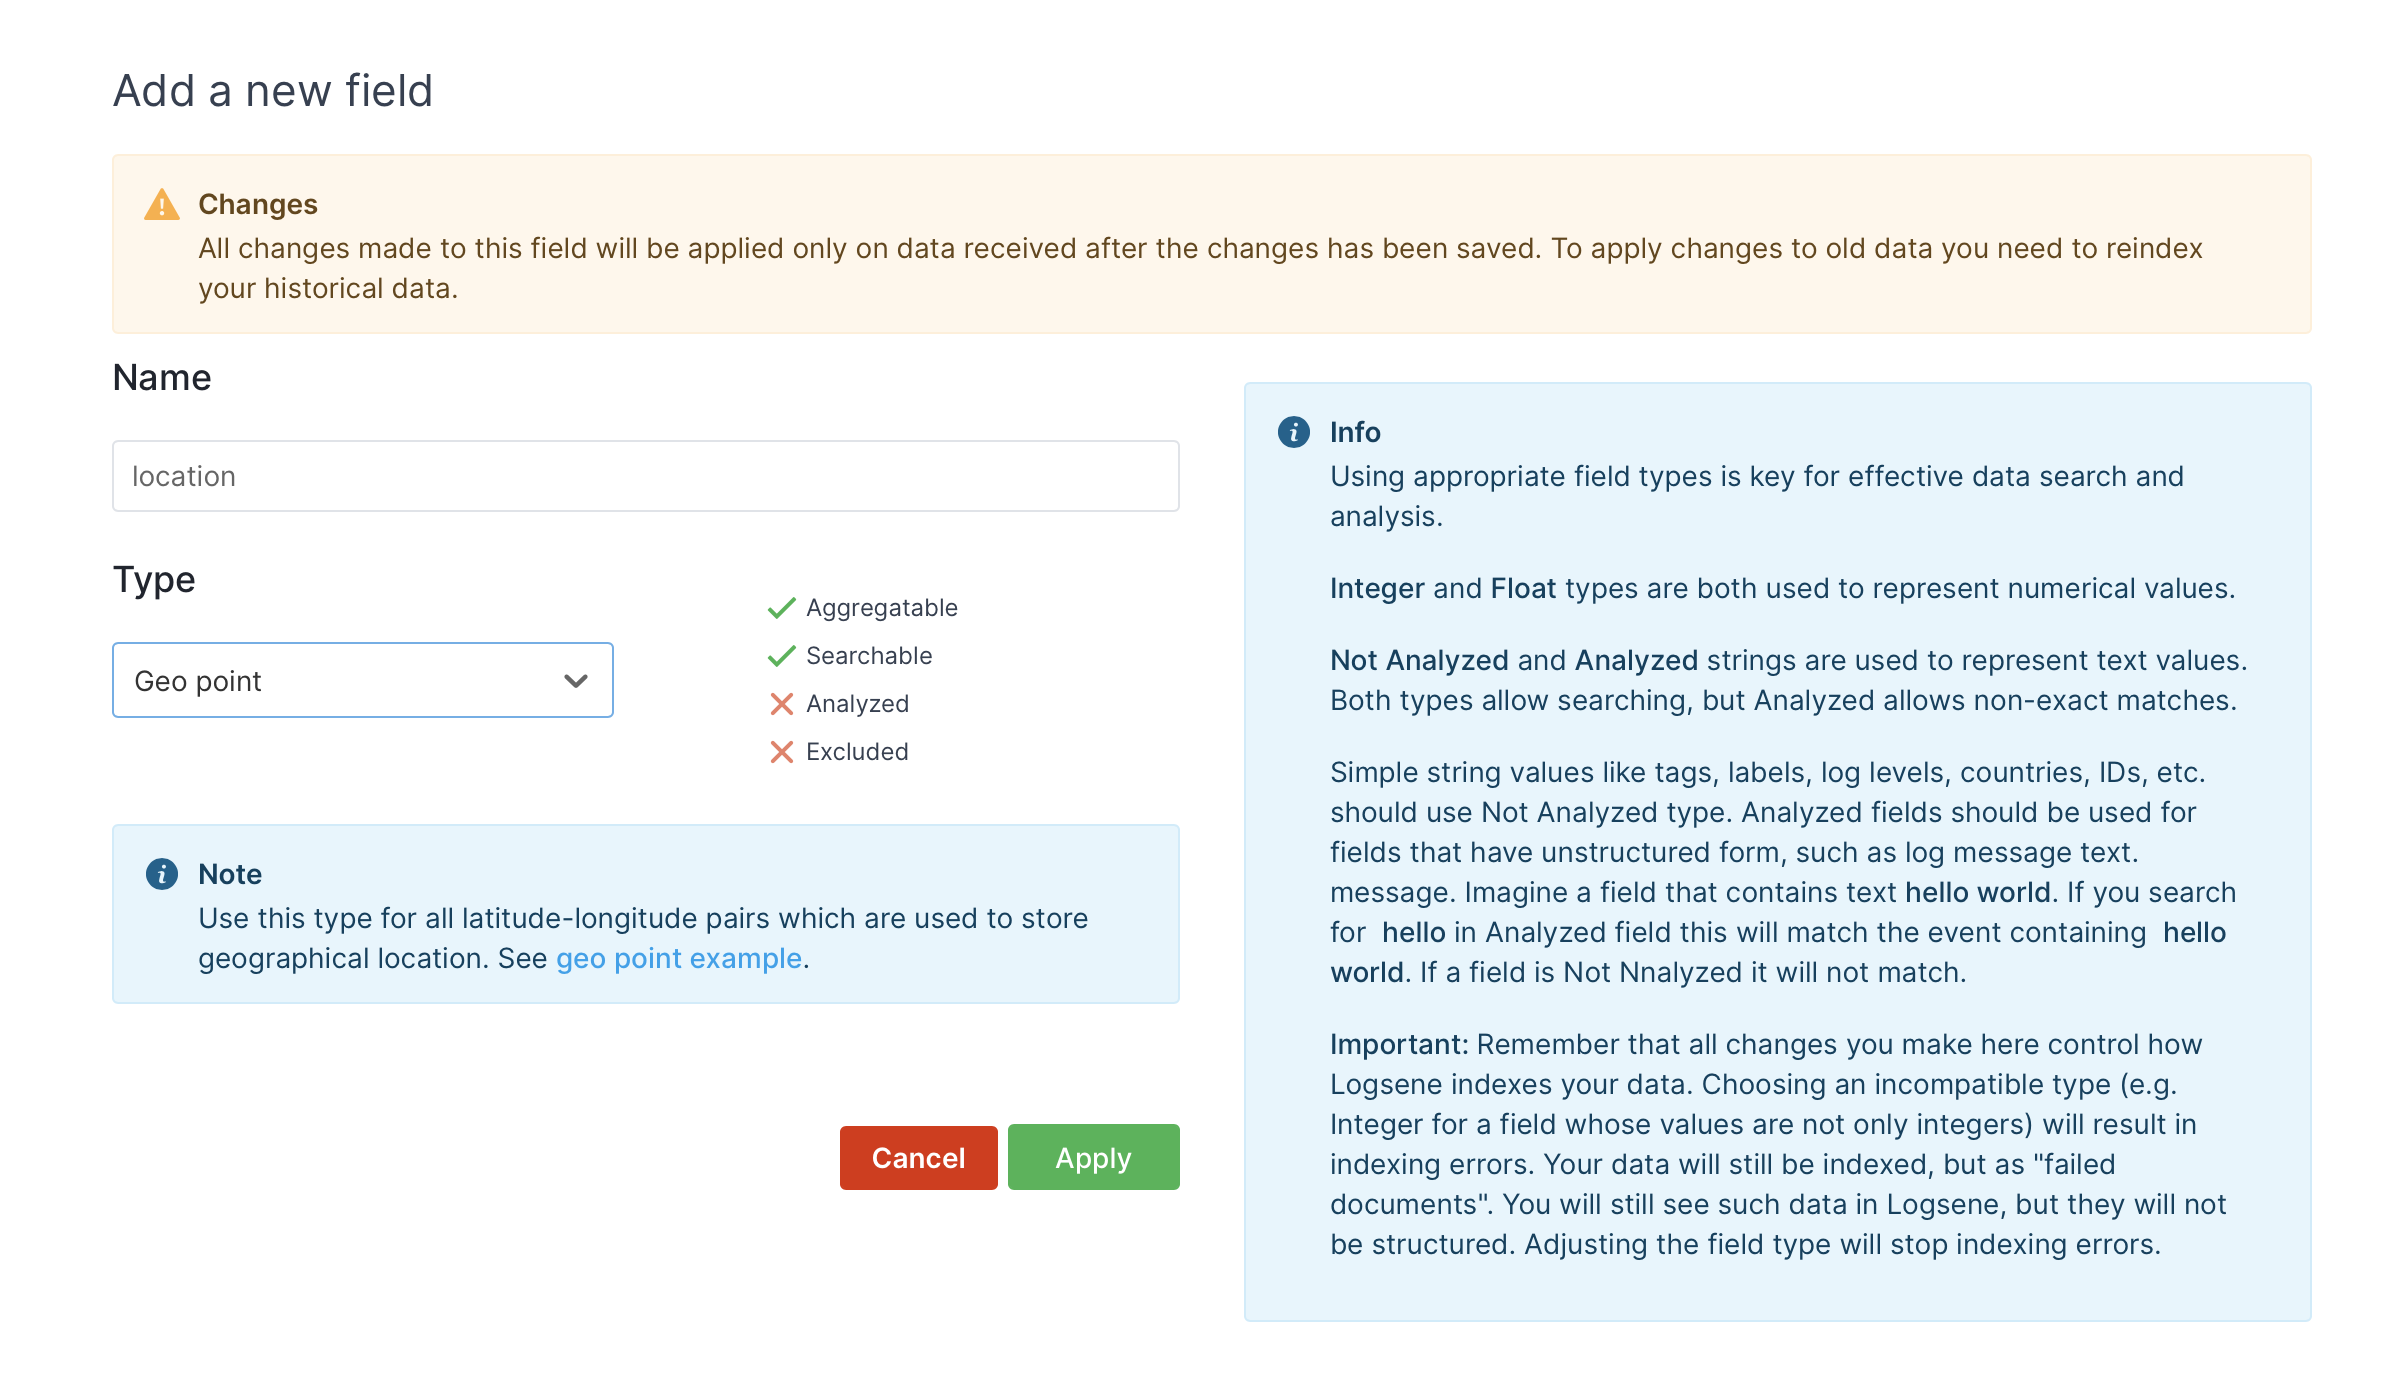 Add a new field
Changes
All changes made to this field will be applied only on data received after the changes has been saved. To apply changes to old data you need to reindex
your historical data.
Name
location
Type
Geo point
Aggregatable
Searchable
Analyzed
Excluded
Note
Use this type for all latitude-longitude pairs which are used to store
geographical location. See geo point example.
Cancel
Apply
Info
Using appropriate field types is key for effective data search and
analysis.
Integer and Float types are both used to represent numerical values.
Not Analyzed and Analyzed strings are used to represent text values.
Both types allow searching, but Analyzed allows non-exact matches.
Simple string values like tags, labels, log levels, countries, IDs, etc.
should use Not Analyzed type. Analyzed fields should be used for
fields that have unstructured form, such as log message text.
message. Imagine a field that contains text hello world. If you search
for hello in Analyzed field this will match the event containing hello
world. If a field is Not Nnalyzed it will not match.
Important: Remember that all changes you make here control how
Logsene indexes your data. Choosing an incompatible type (e.g.
Integer for a field whose values are not only integers) will result in
indexing errors. Your data will still be indexed, but as "failed
documents". You will still see such data in Logsene, but they will not
be structured. Adjusting the field type will stop indexing errors.